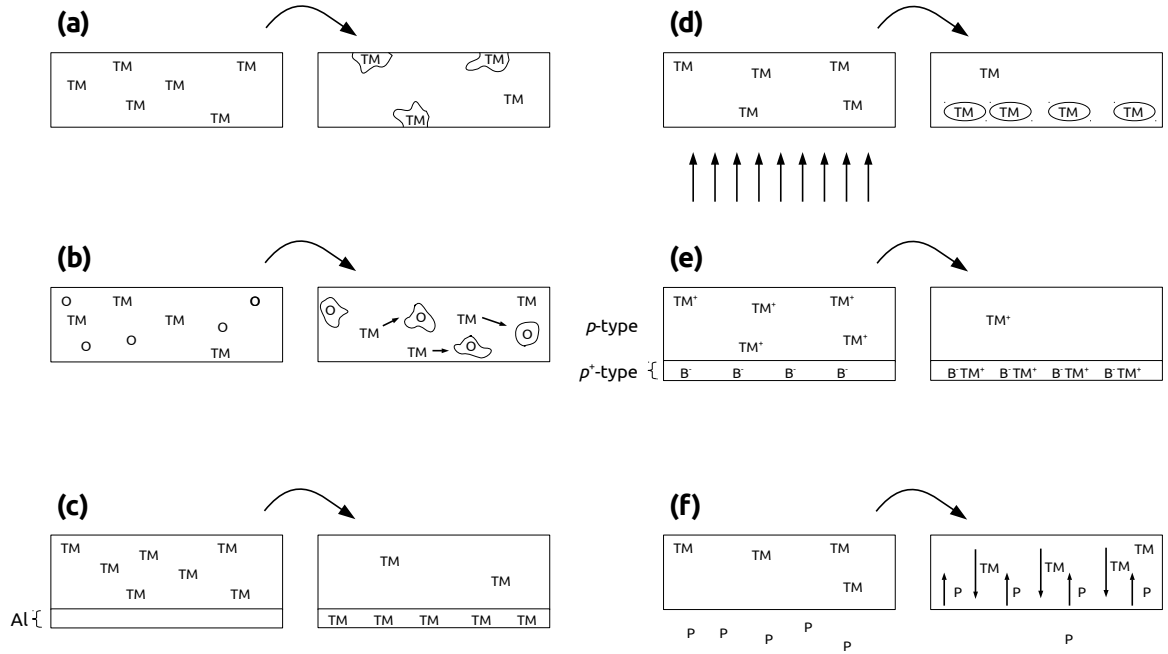 (a)
TM TM
TM TM
TM
TM
TM TM
TM
TM
(b)
O TM O
TM TM O
O O
TM
O TM
TM O TM O
TM O
(c)
TM TM TM
TM TM
TM TM
Al
TM
TM
TM TM TM TM TM
(d)
TM TM TM
TM TM
TM
TM TM TM TM
(e)
p-type
p⁺-type
TM⁺ TM⁺ TM⁺
TM⁺ TM⁺
B⁻ B⁻ B⁻ B⁻
TM⁺
B⁻TM⁺ B⁻TM⁺ B⁻TM⁺ B⁻TM⁺
(f)
TM TM TM
TM
P P P P P
TM TM TM TM
P P P P
P